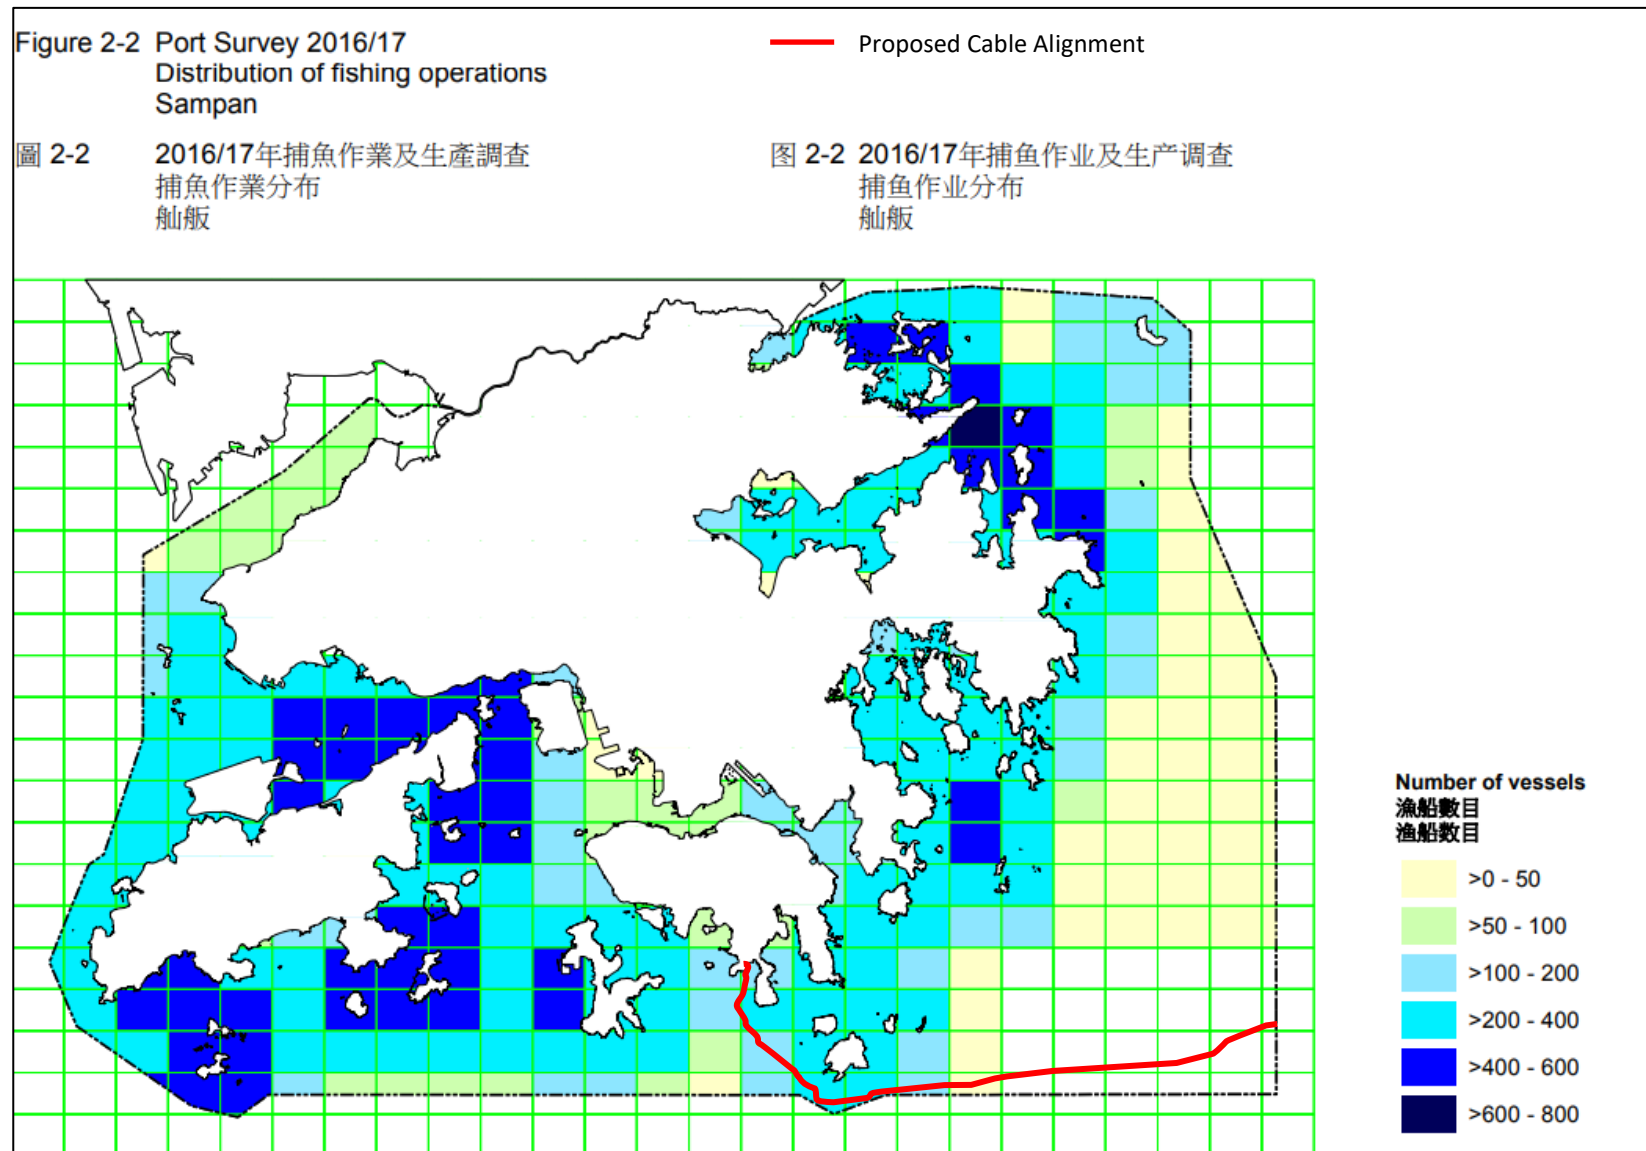 Figure 2-2 Port Survey 2016/17
Distribution of fishing operations
Sampan
Proposed Cable Alignment
圖 2-2 2016/17年捕魚作業及生產調查
捕魚作業分布
舢舨
图 2-2 2016/17年捕鱼作业及生产调查
捕鱼作业分布
舢舨
Number of vessels
漁船數目
渔船数目
>0 - 50
>50 - 100
>100 - 200
>200 - 400
>400 - 600
>600 - 800